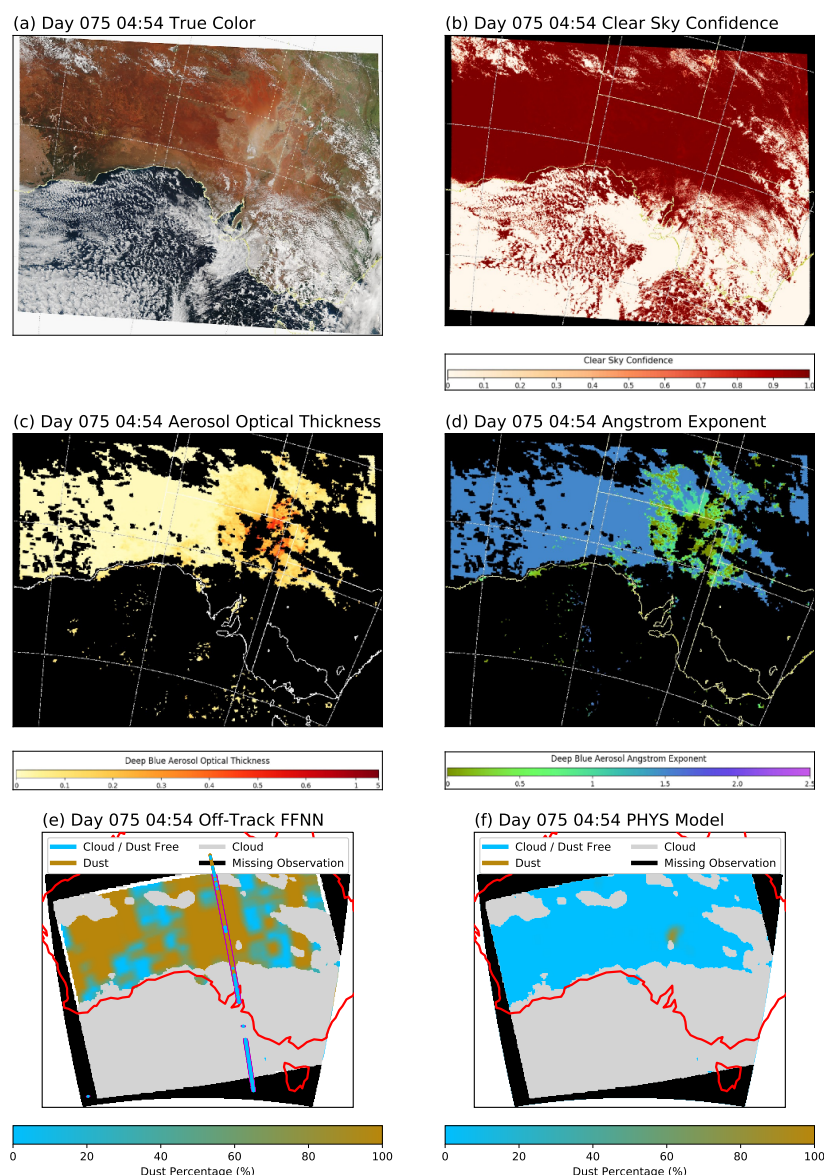 (a) Day 075 04:54 True Color
(b) Day 075 04:54 Clear Sky Confidence
Clear Sky Confidence
0 0.1 0.2 0.3 0.4 0.5 0.6 0.7 0.8 0.9 1.0
(c) Day 075 04:54 Aerosol Optical Thickness
(d) Day 075 04:54 Angstrom Exponent
Deep Blue Aerosol Optical Thickness
0 0.1 0.2 0.3 0.4 0.5 0.6 1 5
Deep Blue Aerosol Angstrom Exponent
0 0.5 1 1.5 2.0 2.5
(e) Day 075 04:54 Off-Track FFNN
Cloud / Dust Free
Cloud
Dust
Missing Observation
0 20 40 60 80 100
Dust Percentage (%)
(f) Day 075 04:54 PHYS Model
Cloud / Dust Free
Cloud
Dust
Missing Observation
0 20 40 60 80 100
Dust Percentage (%)